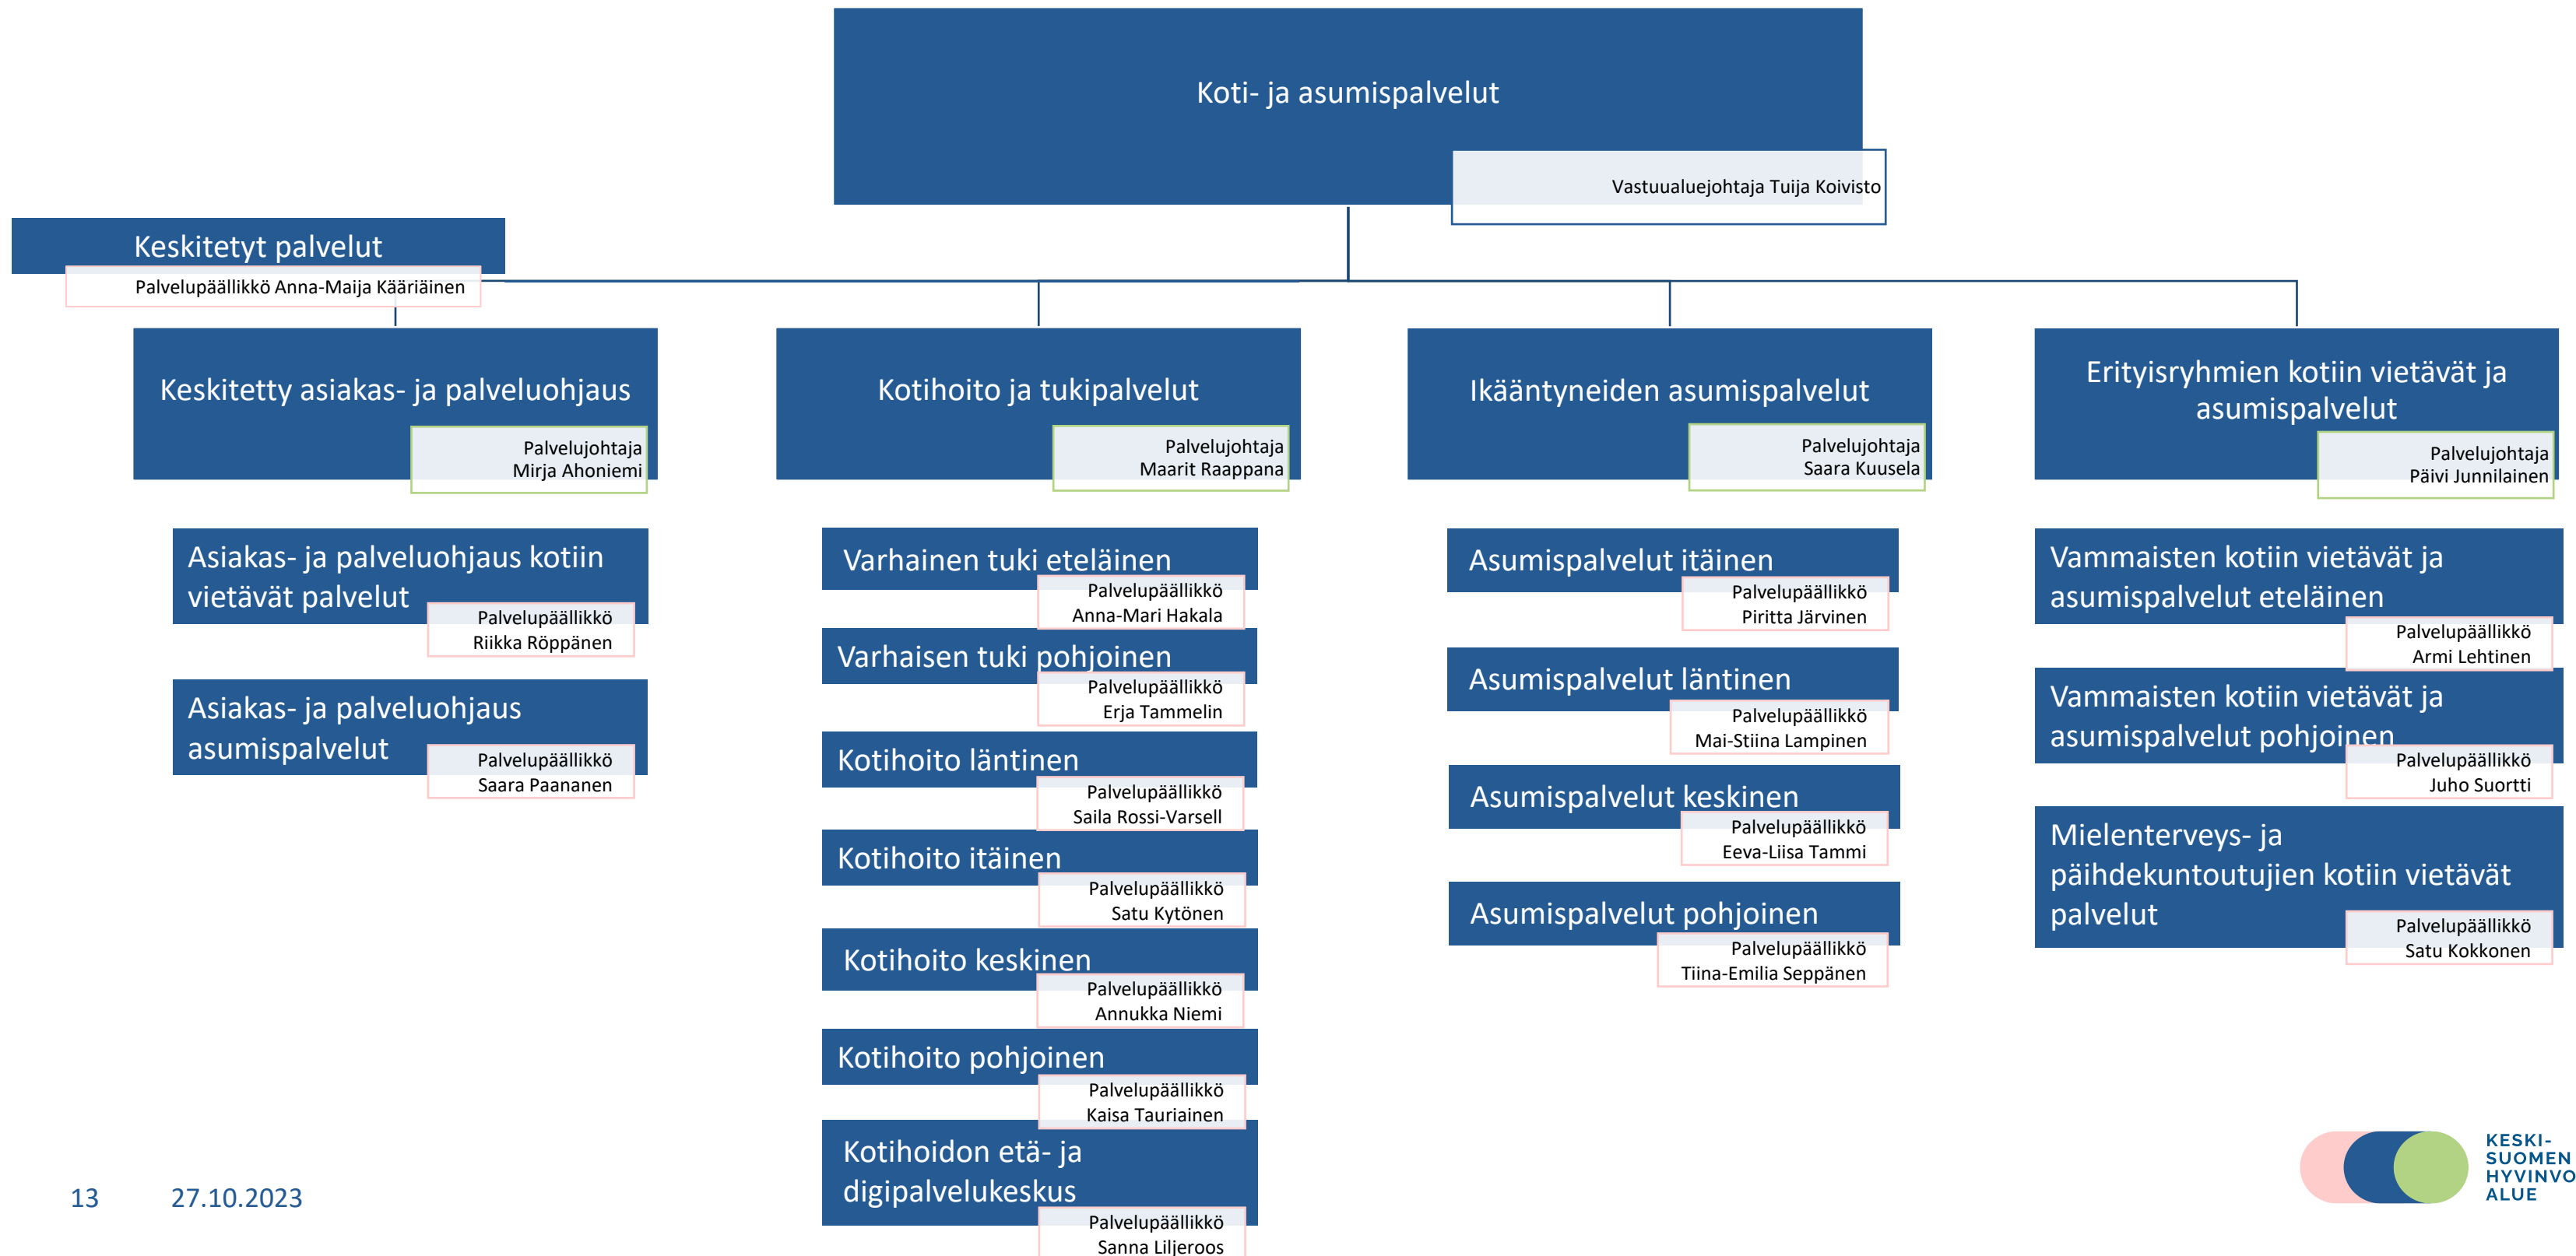 Koti- ja asumispalvelut
Vastuualuejohtaja Tuija Koivisto
Keskitetyt palvelut
Palvelupäällikkö Anna-Maija Kääriäinen
Keskitetty asiakas- ja palveluohjaus
Palvelujohtaja
Mirja Ahoniemi
Asiakas- ja palveluohjaus kotiin
vietävät palvelut
Palvelupäällikkö
Riikka Röppänen
Asiakas- ja palveluohjaus
asumispalvelut
Palvelupäällikkö
Saara Paananen
Kotihoito ja tukipalvelut
Palvelujohtaja
Maarit Raappana
Varhainen tuki eteläinen
Palvelupäällikkö
Anna-Mari Hakala
Varhaisen tuki pohjoinen
Palvelupäällikkö
Erja Tammelin
Kotihoito läntinen
Palvelupäällikkö
Saila Rossi-Varsell
Kotihoito itäinen
Palvelupäällikkö
Satu Kytönen
Kotihoito keskinen
Palvelupäällikkö
Annukka Niemi
Kotihoito pohjoinen
Palvelupäällikkö
Kaisa Tauriainen
Kotihoidon etä- ja
digipalvelukeskus
Palvelupäällikkö
Sanna Liljeroos
Ikääntyneiden asumispalvelut
Palvelujohtaja
Saara Kuusela
Asumispalvelut itäinen
Palvelupäällikkö
Piritta Järvinen
Asumispalvelut läntinen
Palvelupäällikkö
Mai-Stiina Lampinen
Asumispalvelut keskinen
Palvelupäällikkö
Eeva-Liisa Tammi
Asumispalvelut pohjoinen
Palvelupäällikkö
Tiina-Emilia Seppänen
Erityisryhmien kotiin vietävät ja
asumispalvelut
Palvelujohtaja
Päivi Junnilainen
Vammaisten kotiin vietävät ja
asumispalvelut eteläinen
Palvelupäällikkö
Armi Lehtinen
Vammaisten kotiin vietävät ja
asumispalvelut pohjoinen
Palvelupäällikkö
Juho Suortti
Mielenterveys- ja
päihdekuntoutujien kotiin vietävät
palvelut
Palvelupäällikkö
Satu Kokkonen
13 27.10.2023
KESKI-
SUOMEN
HYVINVO
ALUE